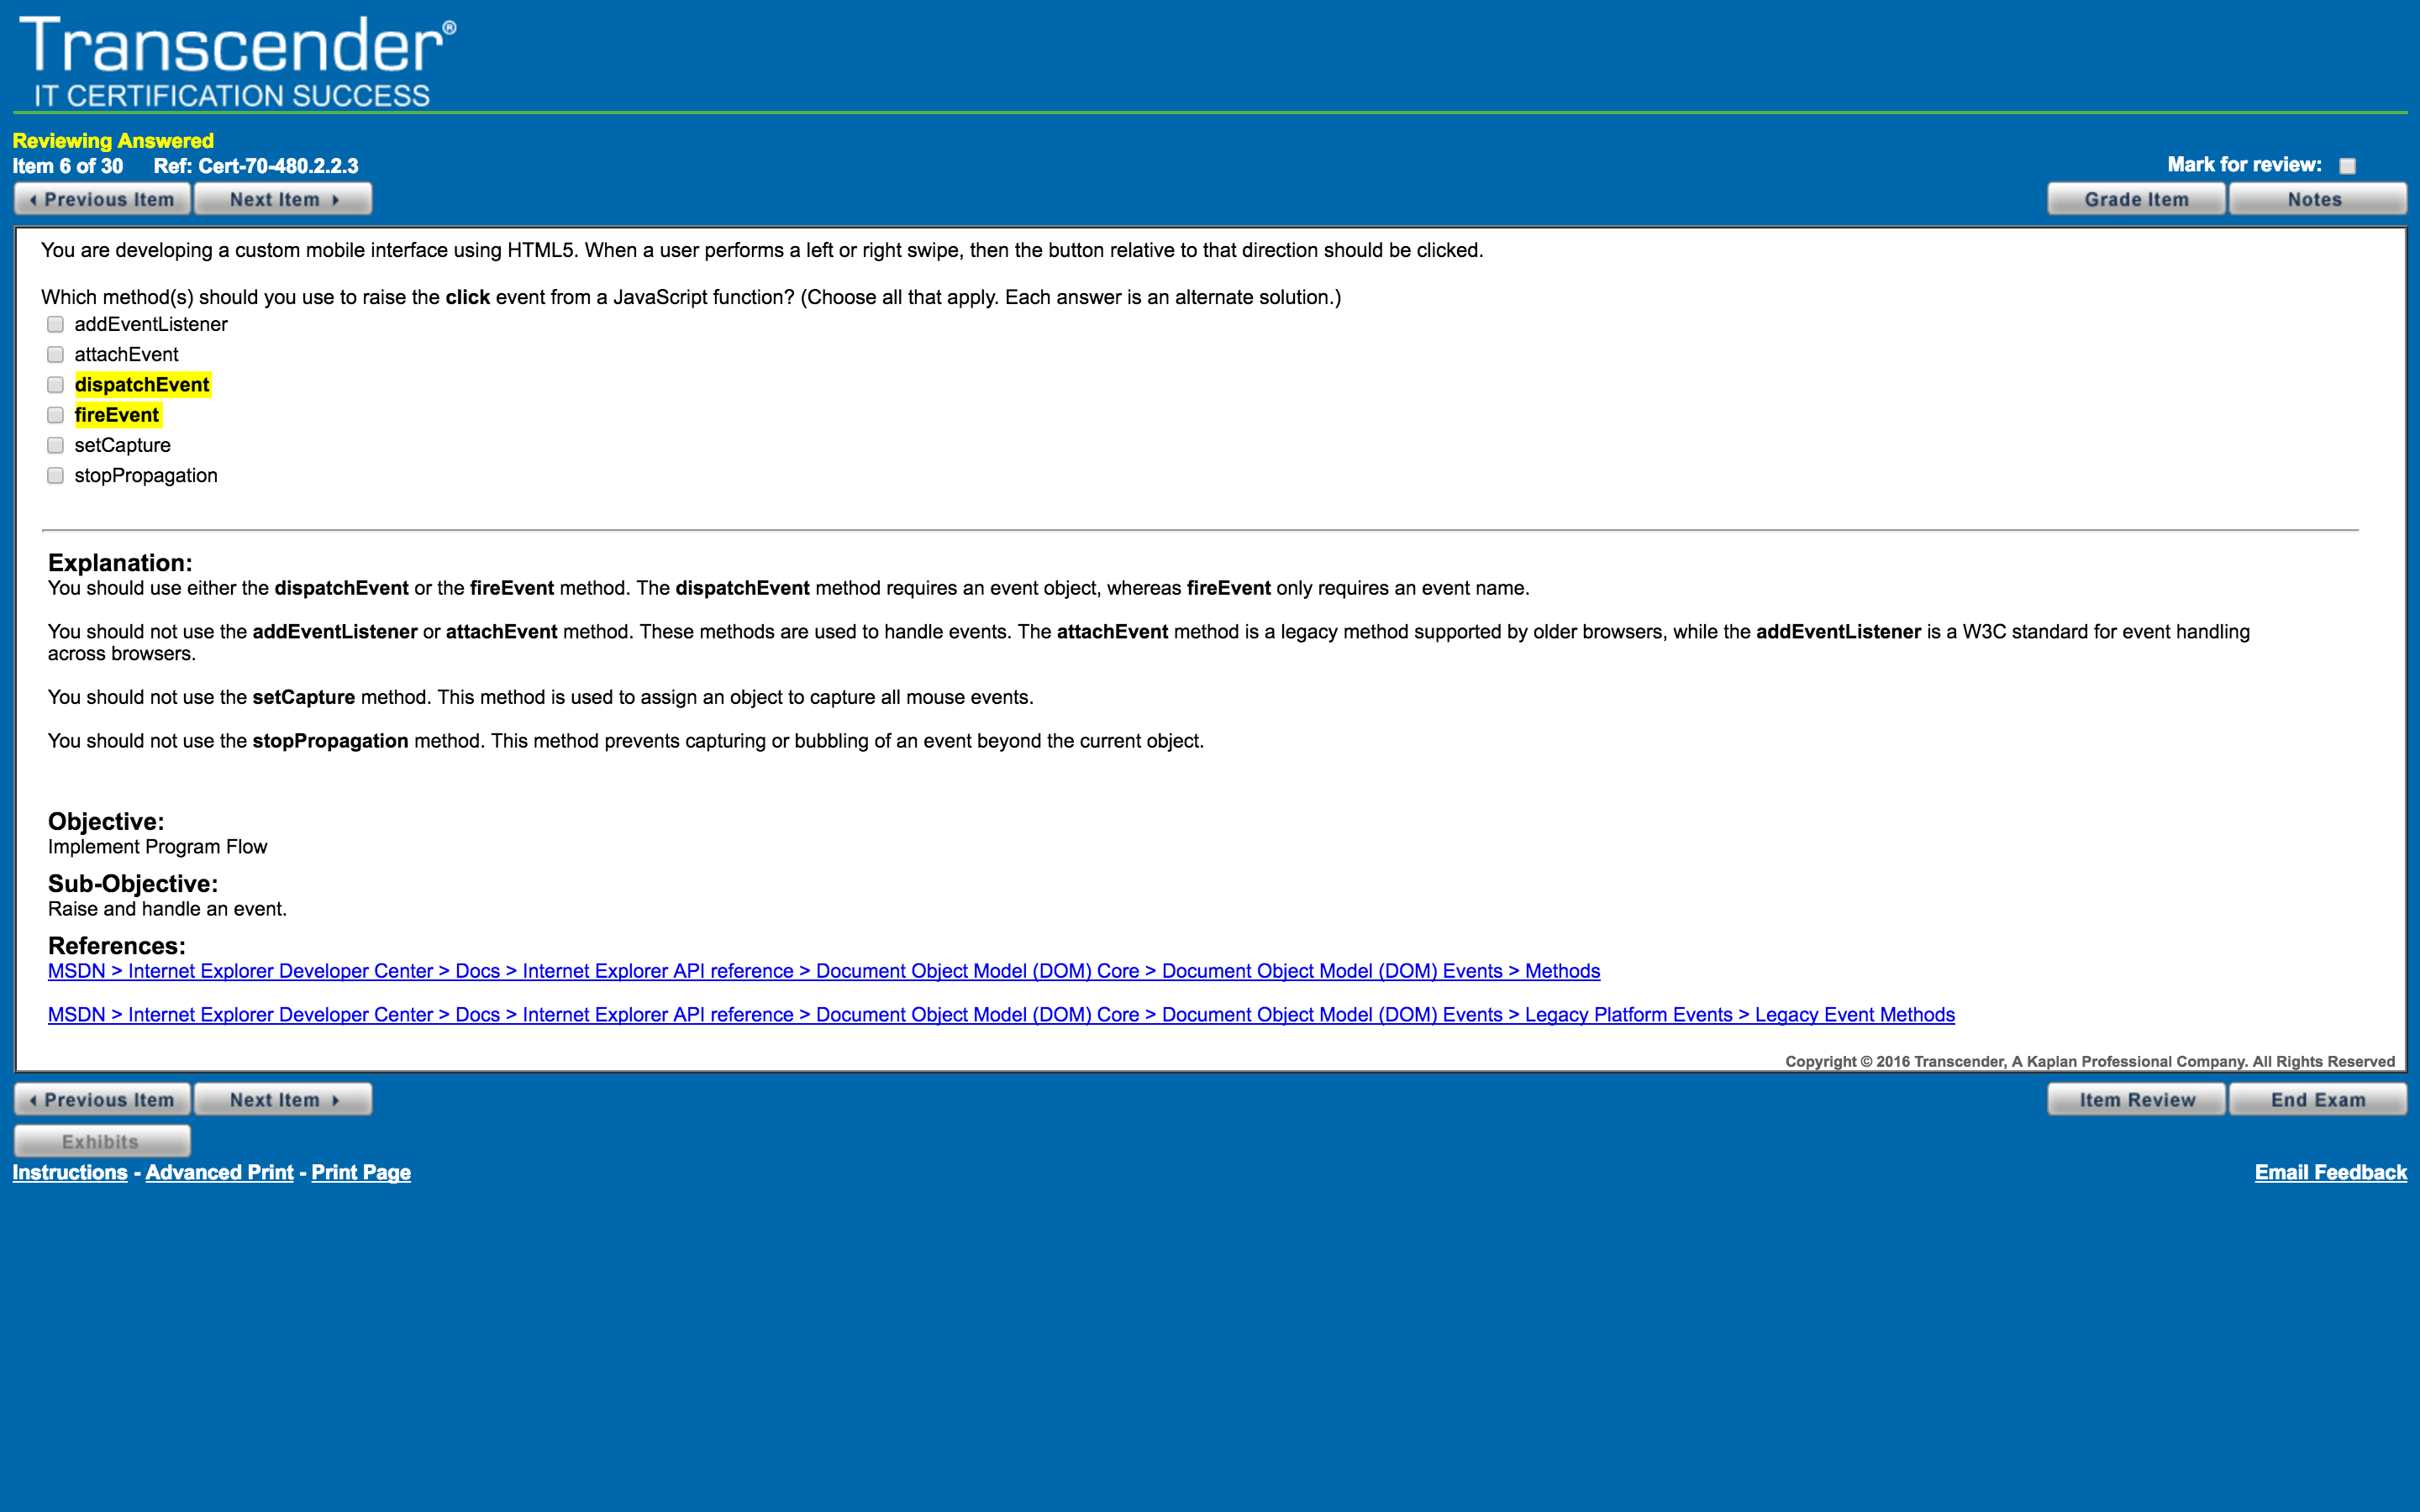 Transcender®
IT CERTIFICATION SUCCESS
Reviewing Answered
Item 6 of 30 Ref: Cert-70-480.2.2.3
Mark for review:
Previous Item Next Item Grade Item Notes
You are developing a custom mobile interface using HTML5. When a user performs a left or right swipe, then the button relative to that direction should be clicked.
Which method(s) should you use to raise the click event from a JavaScript function? (Choose all that apply. Each answer is an alternate solution.)
addEventListener
attachEvent
dispatchEvent
fireEvent
setCapture
stopPropagation
Explanation:
You should use either the dispatchEvent or the fireEvent method. The dispatchEvent method requires an event object, whereas fireEvent only requires an event name.
You should not use the addEventListener or attachEvent method. These methods are used to handle events. The attachEvent method is a legacy method supported by older browsers, while the addEventListener is a W3C standard for event handling
across browsers.
You should not use the setCapture method. This method is used to assign an object to capture all mouse events.
You should not use the stopPropagation method. This method prevents capturing or bubbling of an event beyond the current object.
Objective:
Implement Program Flow
Sub-Objective:
Raise and handle an event.
References:
MSDN > Internet Explorer Developer Center > Docs > Internet Explorer API reference > Document Object Model (DOM) Core > Document Object Model (DOM) Events > Methods
MSDN > Internet Explorer Developer Center > Docs > Internet Explorer API reference > Document Object Model (DOM) Core > Document Object Model (DOM) Events > Legacy Platform Events > Legacy Event Methods
Copyright © 2016 Transcender, A Kaplan Professional Company. All Rights Reserved
Previous Item Next Item Item Review End Exam
Exhibits
Instructions - Advanced Print - Print Page
Email Feedback